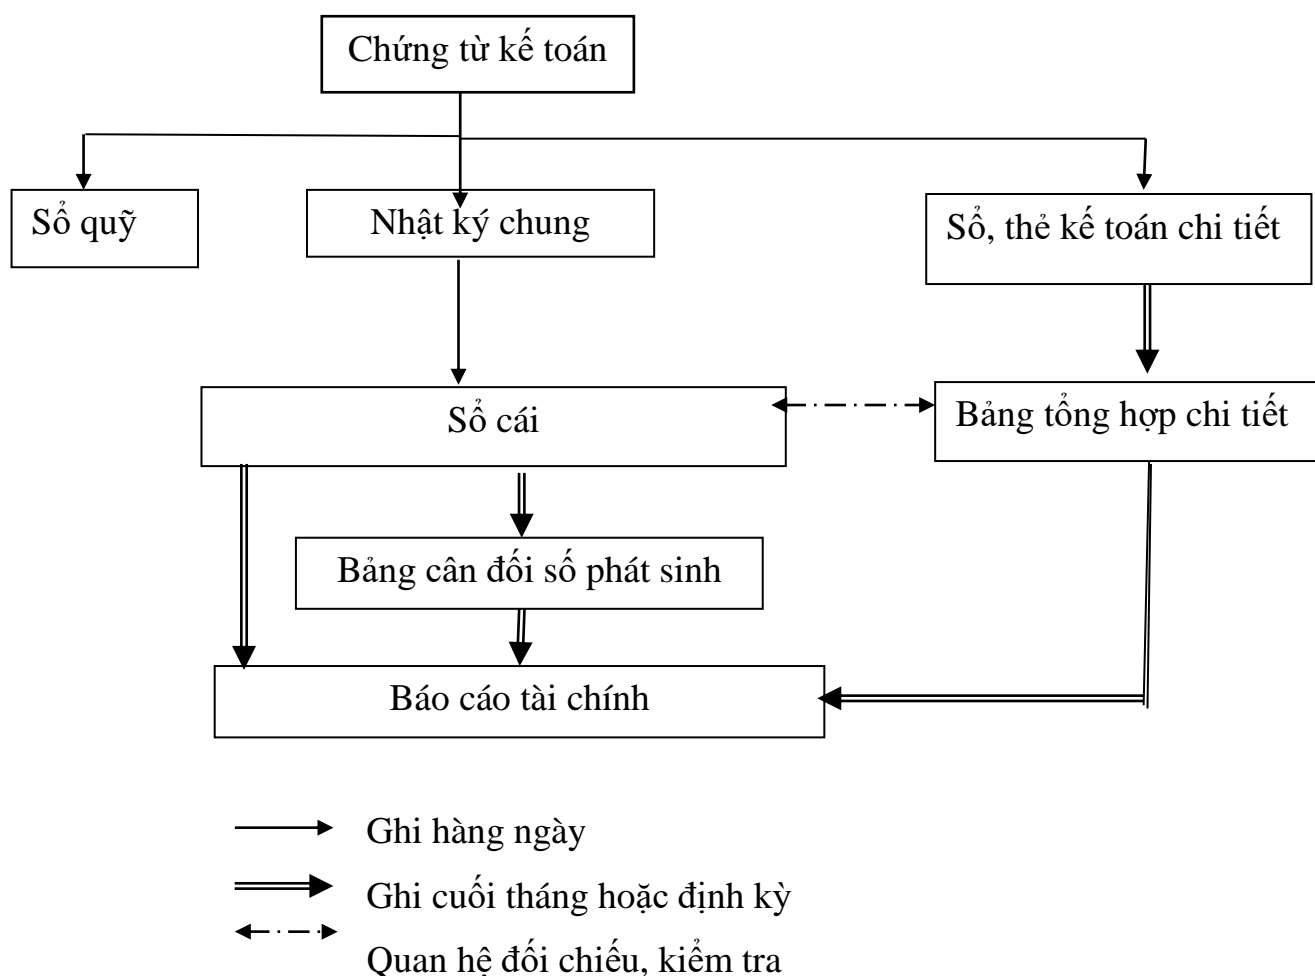 Chứng từ kế toán
Sổ quỹ
Nhật ký chung
Sổ, thẻ kế toán chi tiết
Sổ cái
Bảng tổng hợp chi tiết
Bảng cân đối số phát sinh
Báo cáo tài chính
Ghi hàng ngày
Ghi cuối tháng hoặc định kỳ
Quan hệ đối chiếu, kiểm tra